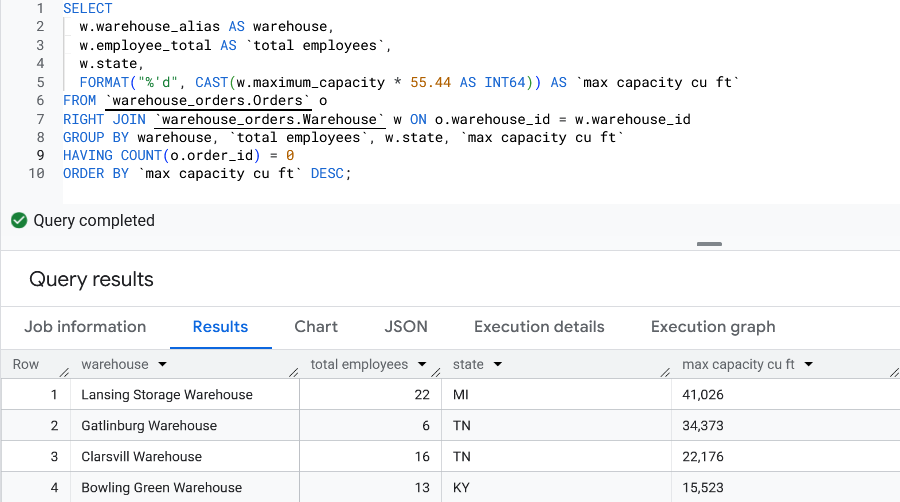 1 SELECT
2 w.warehouse_alias AS warehouse,
3 w.employee_total AS `total employees`,
4 w.state,
5 FORMAT("%'d", CAST(w.maximum_capacity * 55.44 AS INT64)) AS `max capacity cu ft`
6 FROM `warehouse_orders.Orders` o
7 RIGHT JOIN `warehouse_orders.Warehouse` w ON o.warehouse_id = w.warehouse_id
8 GROUP BY warehouse, `total employees`, w.state, `max capacity cu ft`
9 HAVING COUNT(o.order_id) = 0
10 ORDER BY `max capacity cu ft` DESC;
Query completed
Query results
Job information Results Chart JSON Execution details Execution graph
Row warehouse total employees state max capacity cu ft
1 Lansing Storage Warehouse 22 MI 41,026
2 Gatlinburg Warehouse 6 TN 34,373
3 Clarsvill Warehouse 16 TN 22,176
4 Bowling Green Warehouse 13 KY 15,523